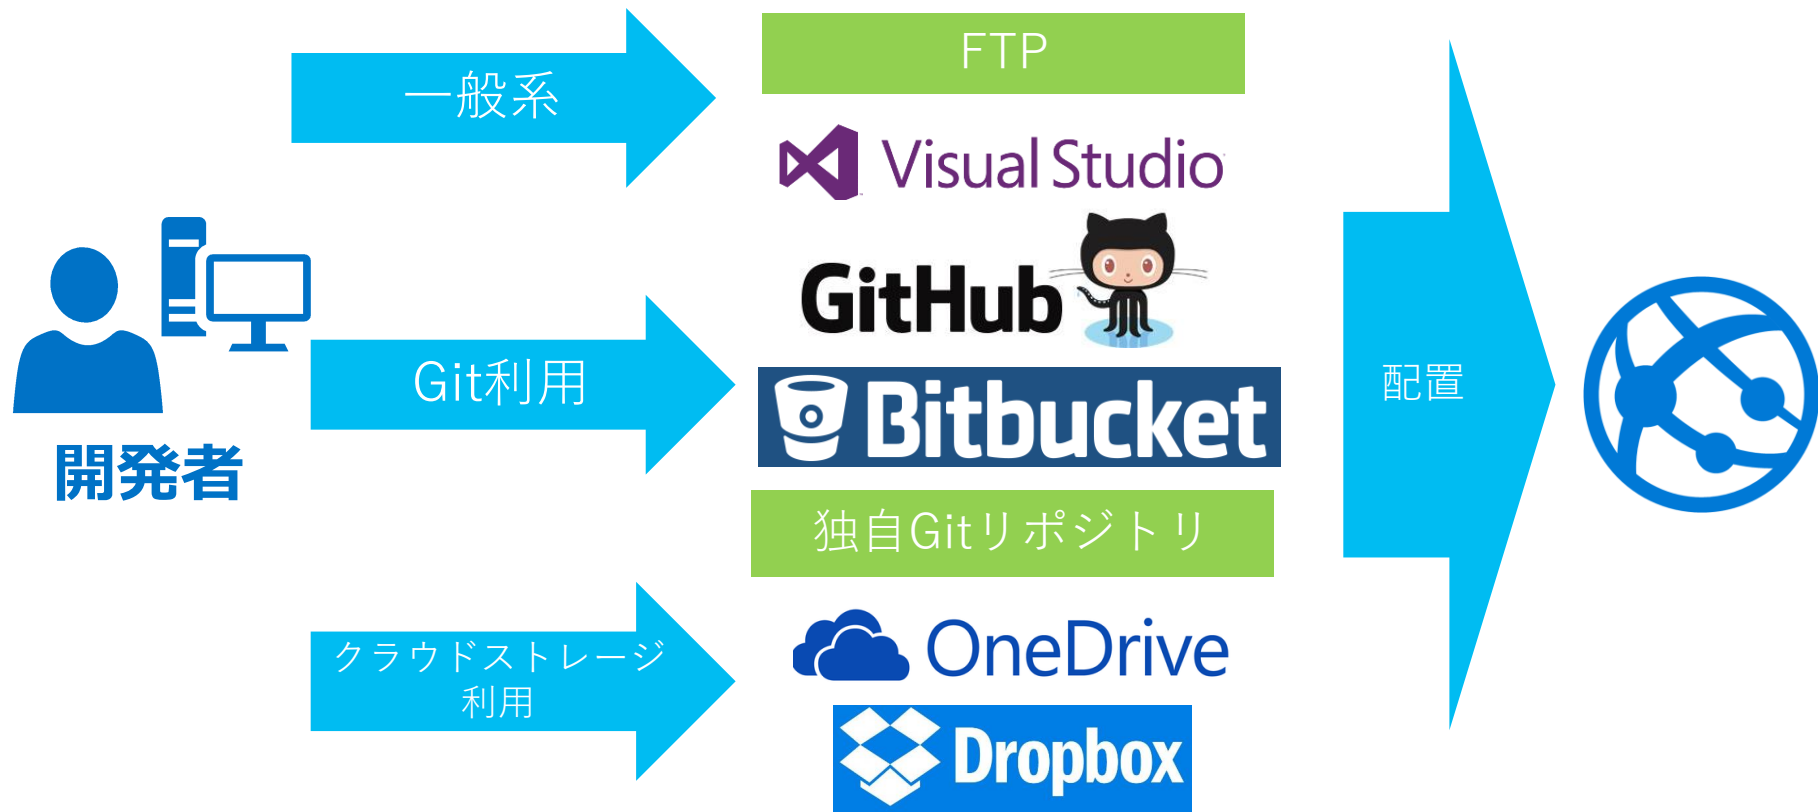 一般系
FTP
Visual Studio
GitHub
Git利用
Bitbucket
配置
開発者
独自Gitリポジトリ
クラウドストレージ
利用
OneDrive
Dropbox